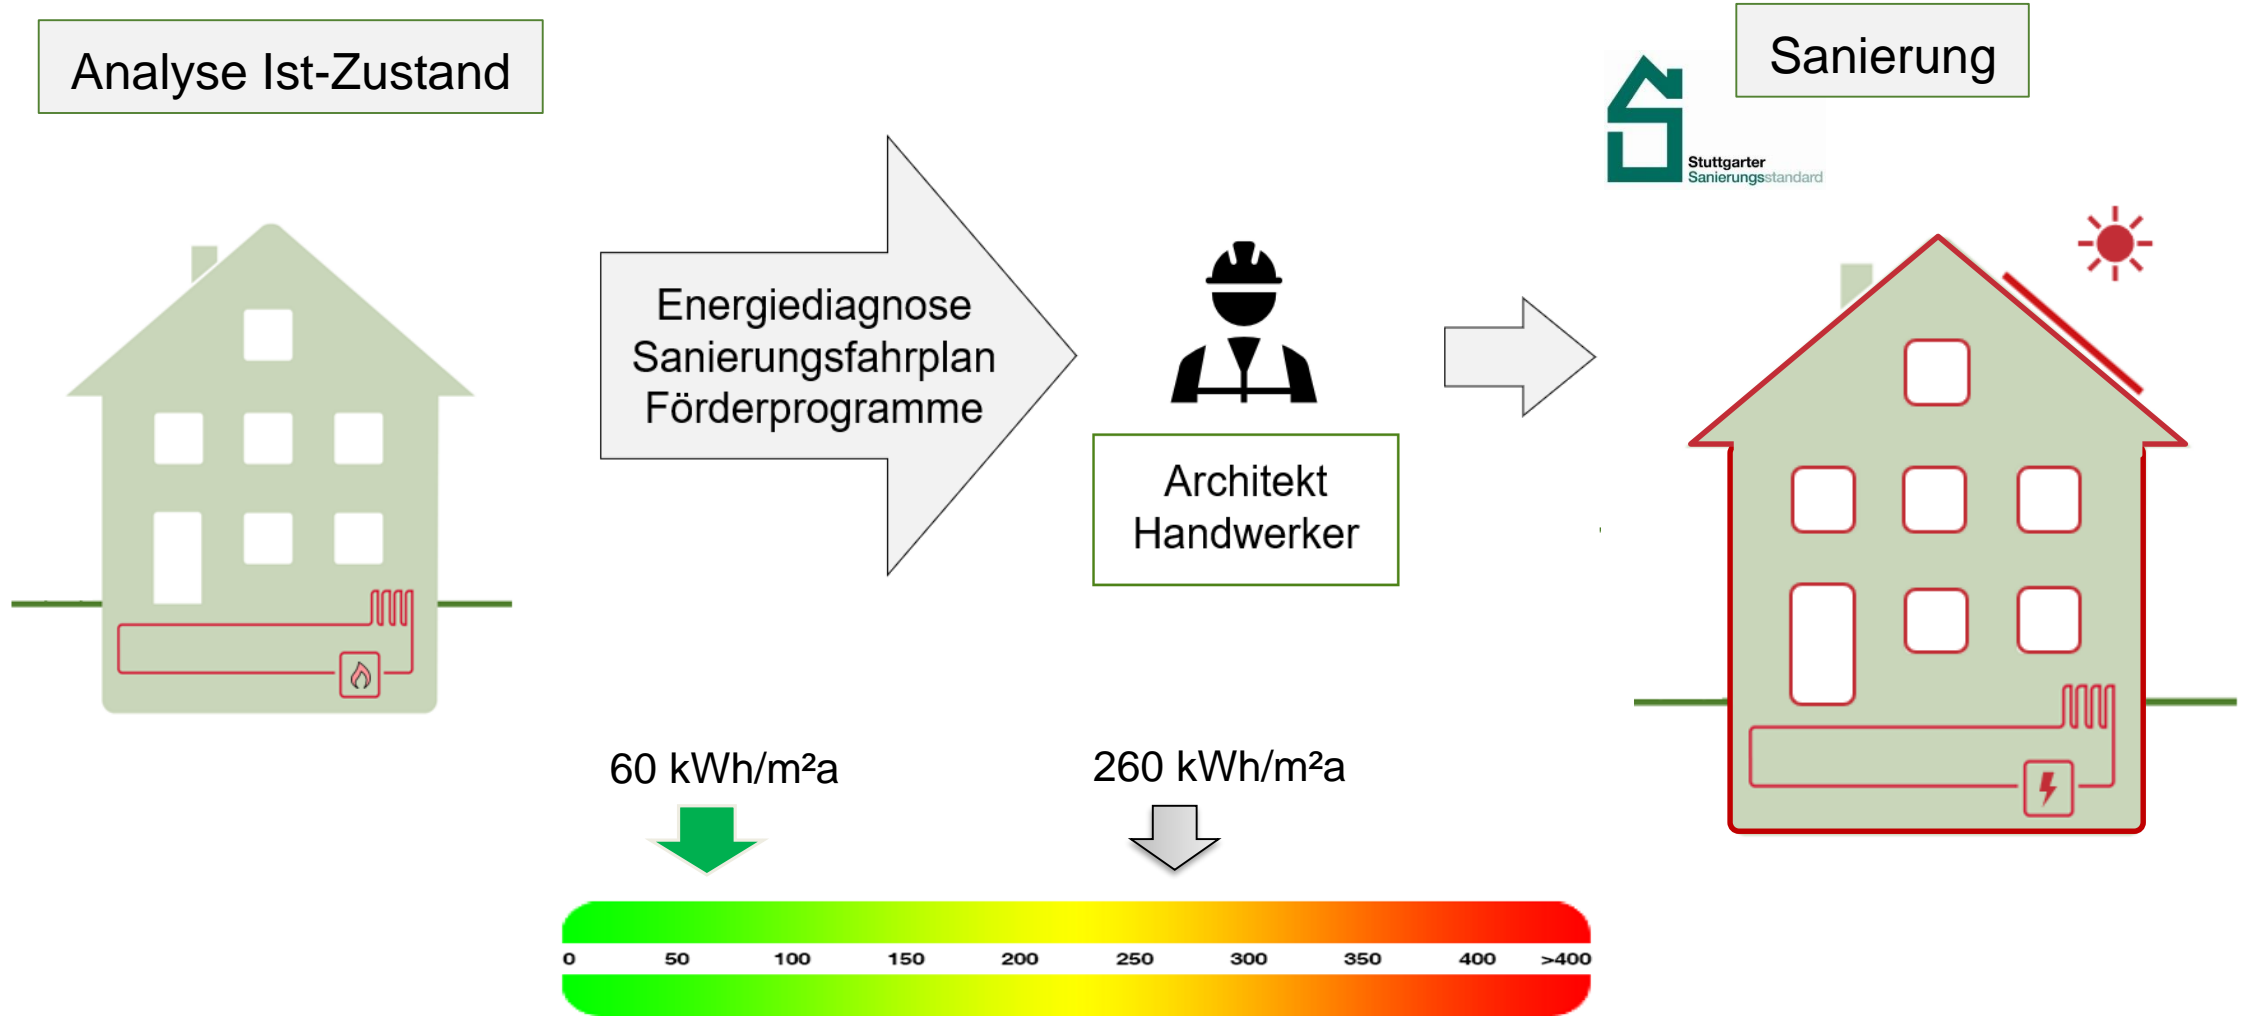 Analyse Ist-Zustand
Sanierung
Stuttgarter
Sanierungsstandard
Energiediagnose
Sanierungsfahrplan
Förderprogramme
Architekt
Handwerker
60 kWh/m²a
260 kWh/m²a
0 50 100 150 200 250 300 350 400 >400